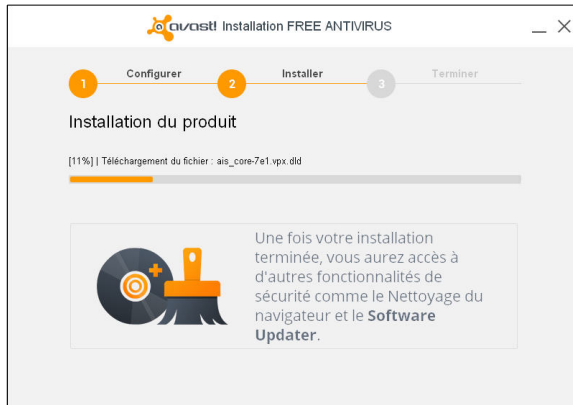 avast! Installation FREE ANTIVIRUS
Configurer Installer Terminer
1 2 3
Installation du produit
[11%] | Téléchargement du fichier : ais_core-7e1.vpx.dld
Une fois votre installation
terminée, vous aurez accès à
d'autres fonctionnalités de
sécurité comme le Nettoyage du
navigateur et le Software
Updater.